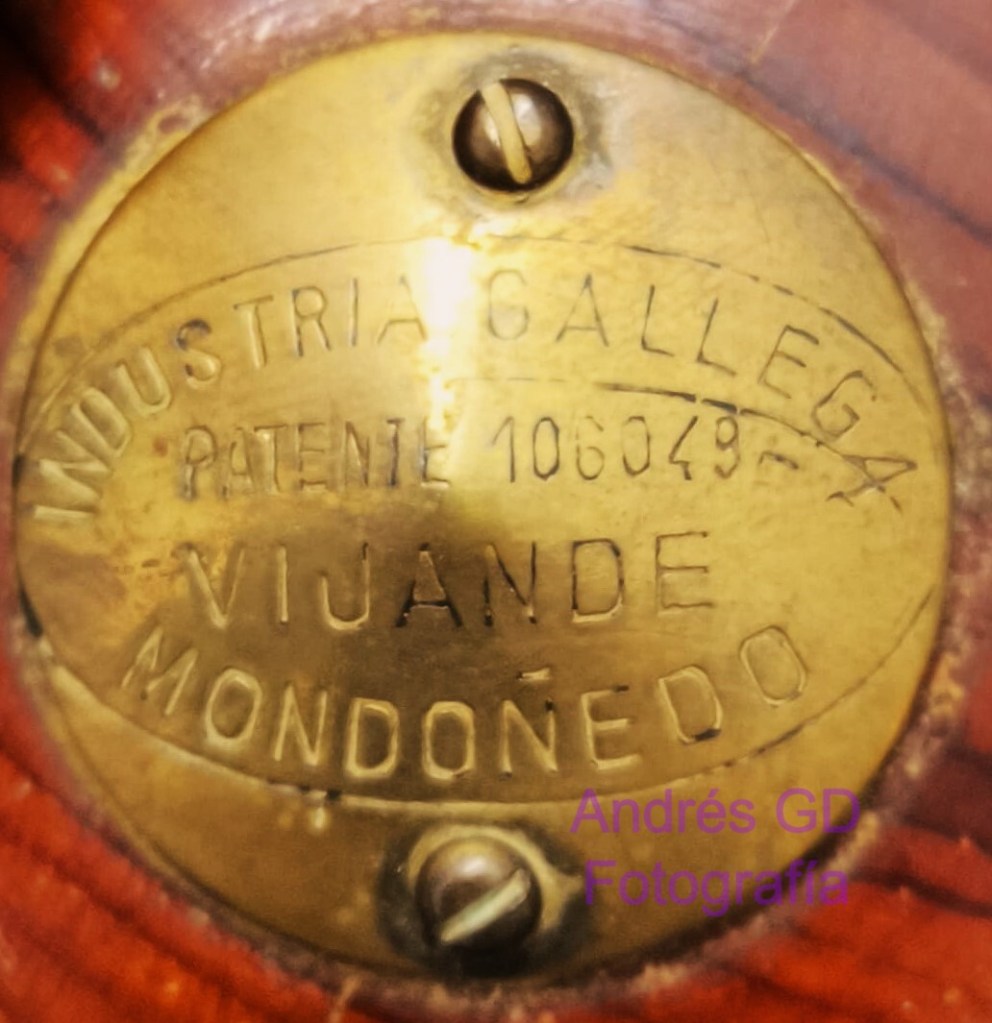 INDUSTRIA GALLEGA
PATENTE 106049-
VIJANDE
MONDOÑEDO
Andrés GD
Fotografía